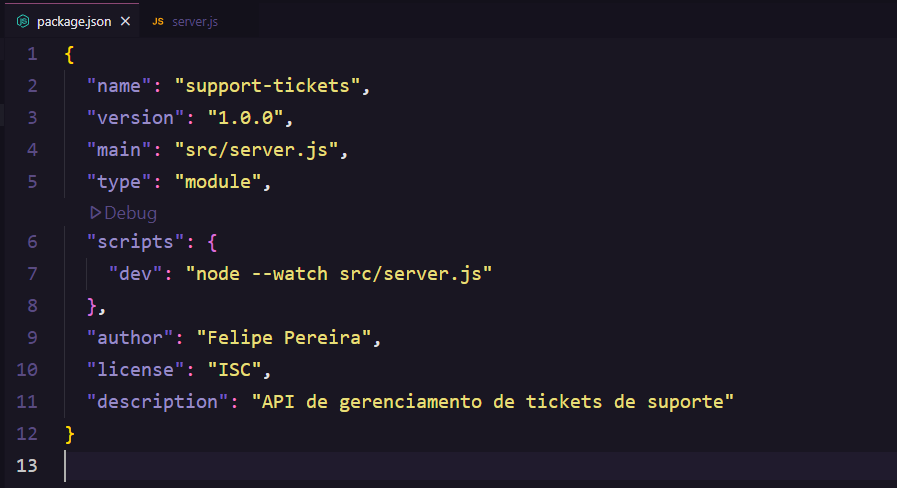 package.json
JS server.js
1 {
2 "name": "support-tickets",
3 "version": "1.0.0",
4 "main": "src/server.js",
5 "type": "module",
Debug
6 "scripts": {
7 "dev": "node --watch src/server.js"
8 },
9 "author": "Felipe Pereira",
10 "license": "ISC",
11 "description": "API de gerenciamento de tickets de suporte"
12 }
13